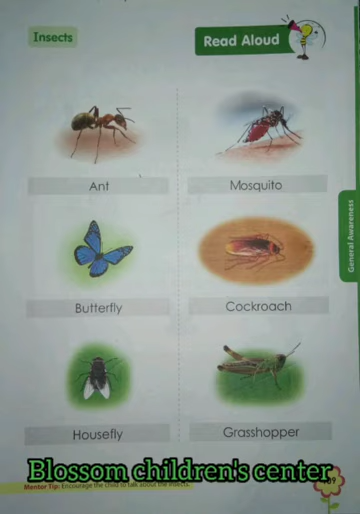 Insects
Read Aloud
Ant
Mosquito
Butterfly
Cockroach
Housefly
Grasshopper
General Awareness
Blossom children's center
Mentor Tip: Encourage the child to talk about the insects.